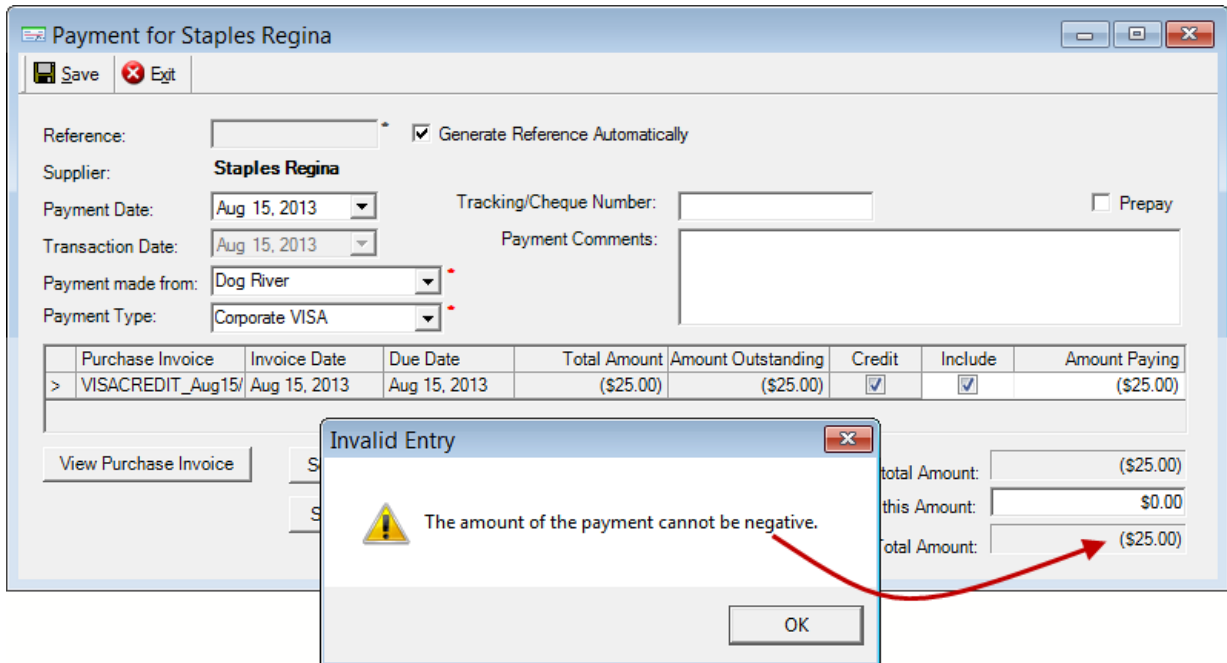 Payment for Staples Regina
Save Exit
Reference: * Generate Reference Automatically
Supplier: Staples Regina
Payment Date: Aug 15, 2013 Tracking/Cheque Number: Prepay
Transaction Date: Aug 15, 2013 Payment Comments:
Payment made from: Dog River *
Payment Type: Corporate VISA *
Purchase Invoice Invoice Date Due Date Total Amount Amount Outstanding Credit Include Amount Paying
> VISACREDIT_Aug15/ Aug 15, 2013 Aug 15, 2013 ($25.00) ($25.00) ($25.00)
Invalid Entry
View Purchase Invoice S total Amount: ($25.00)
S this Amount: $0.00
The amount of the payment cannot be negative.
otal Amount: ($25.00)
OK